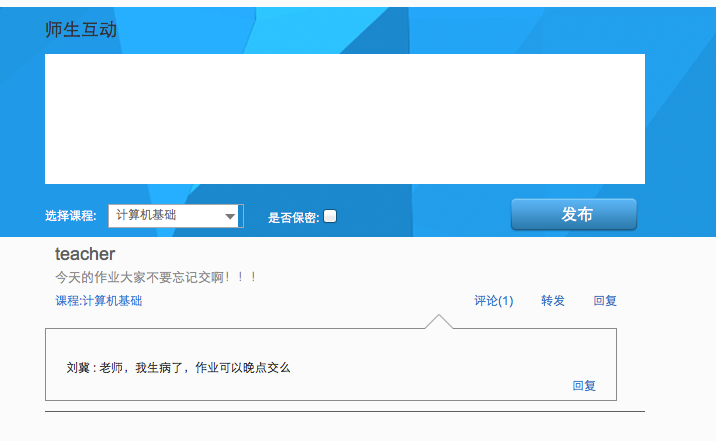 师生互动
选择课程: 计算机基础 是否保密: 发布
teacher
今天的作业大家不要忘记交啊！！！
课程:计算机基础 评论(1) 转发 回复
刘冀 : 老师，我生病了，作业可以晚点交么
回复